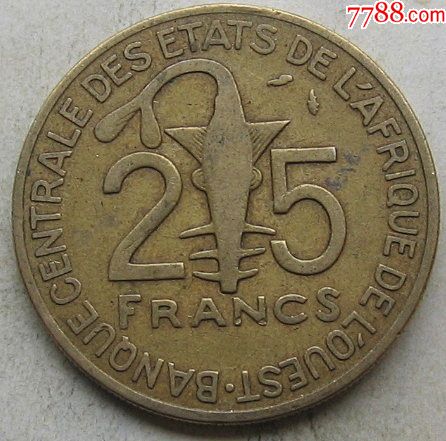 7788.com
BANQUE CENTRALE DES ETATS DE L'AFRIQUE DE L'OUEST ·
25
FRANCS